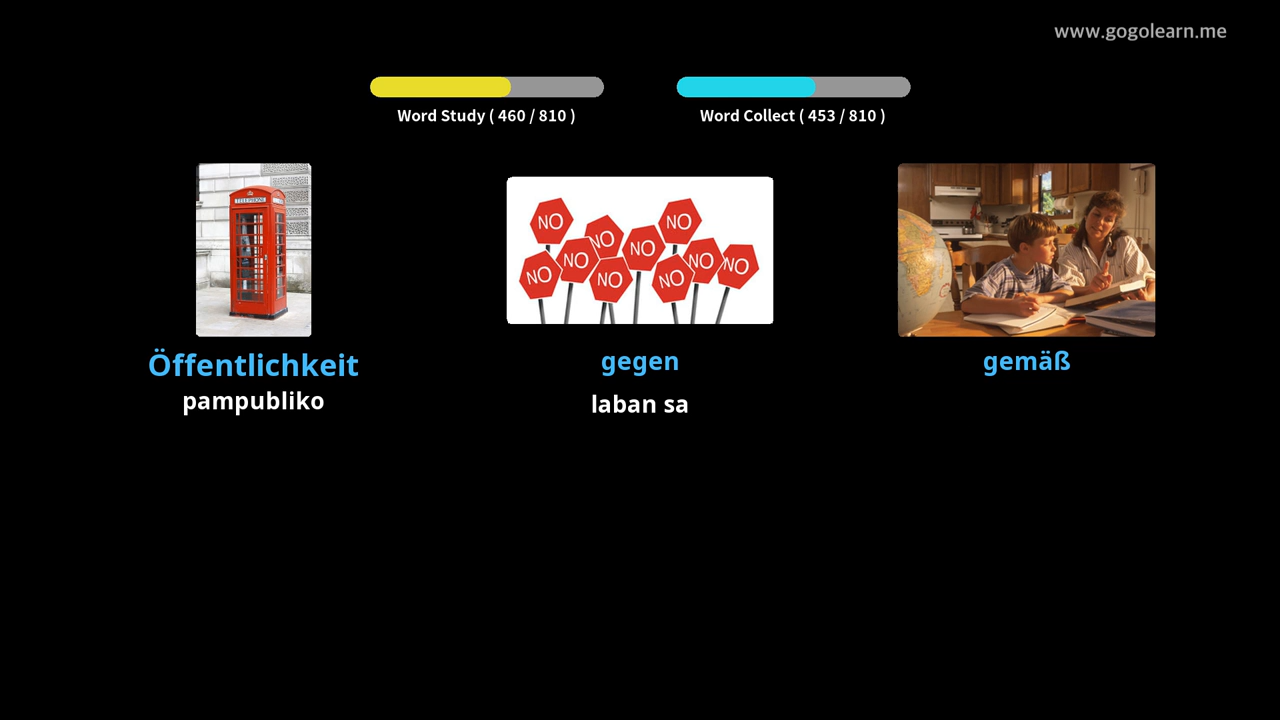 www.gogolearn.me
Word Study ( 460 / 810 )
Word Collect ( 453 / 810 )
TELEPHONE
NO
NO
NO
NO
NO
NO
NO
NO
NO
NO
Öffentlichkeit
gegen
gemäß
pampubliko
laban sa